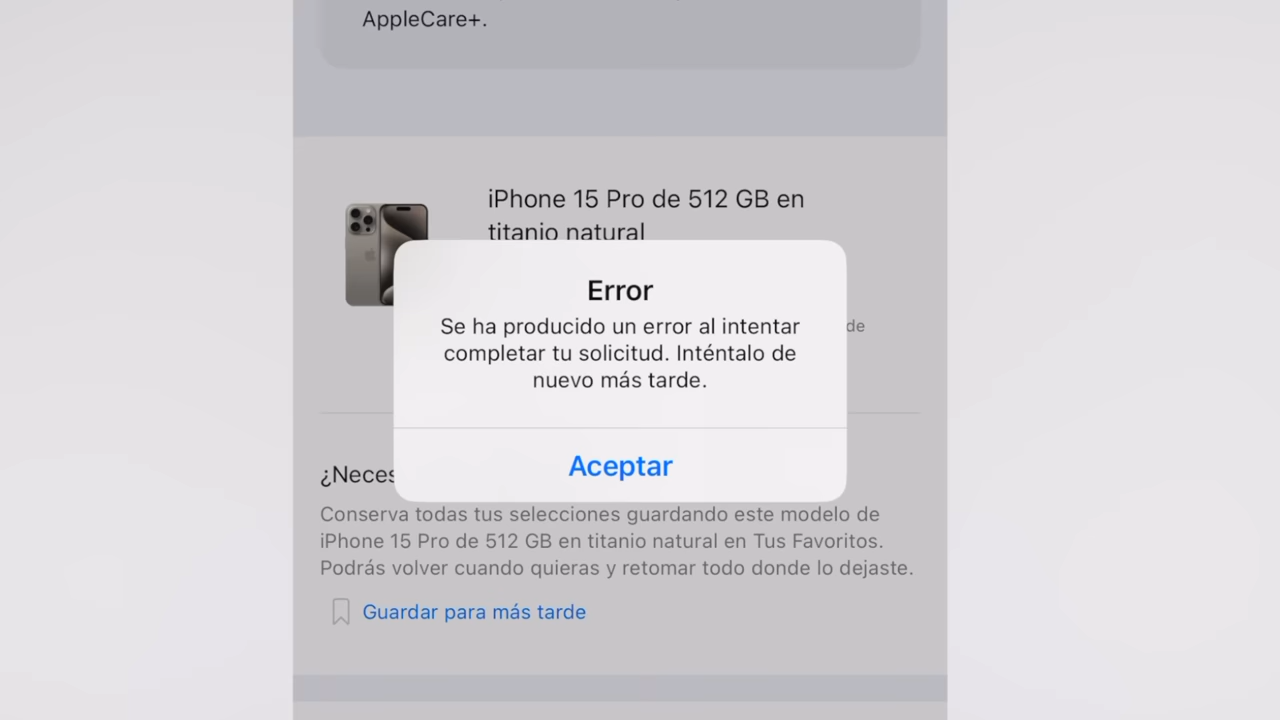 AppleCare+.
iPhone 15 Pro de 512 GB en
titanio natural
Error
Se ha producido un error al intentar
completar tu solicitud. Inténtalo de
nuevo más tarde.
de
Aceptar
Conserva todas tus selecciones guardando este modelo de
iPhone 15 Pro de 512 GB en titanio natural en Tus Favoritos.
Podrás volver cuando quieras y retomar todo donde lo dejaste.
Guardar para más tarde